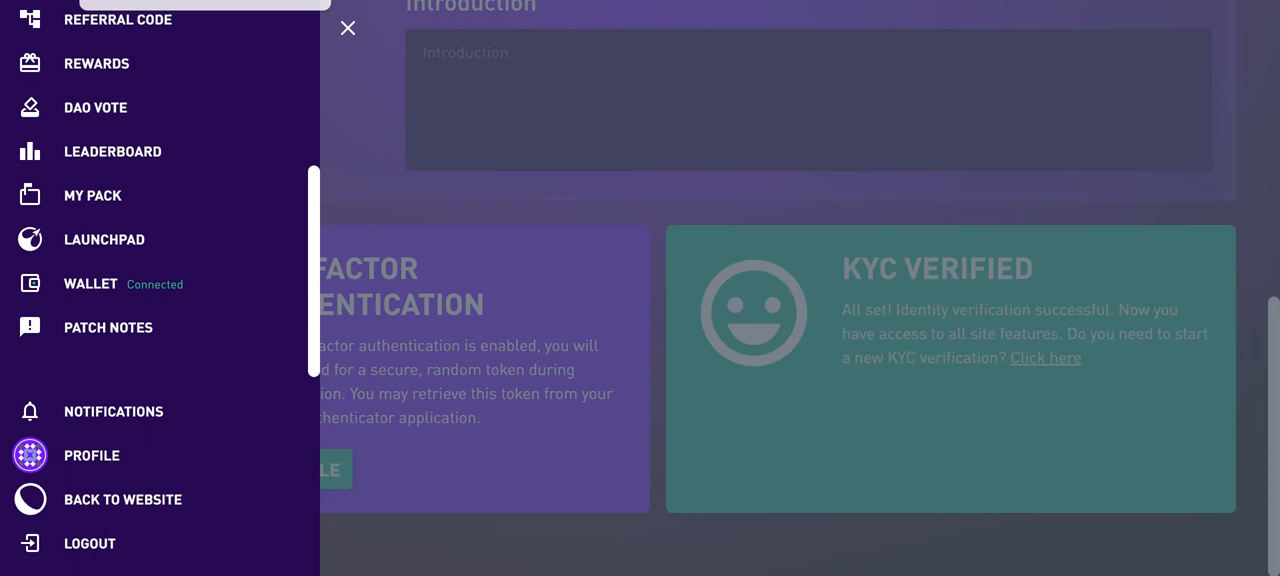 REFERRAL CODE
REWARDS
DAO VOTE
LEADERBOARD
MY PACK
LAUNCHPAD
WALLET Connected
PATCH NOTES
NOTIFICATIONS
PROFILE
BACK TO WEBSITE
LOGOUT
Introduction
Introduction
FACTOR
ENTICATION
actor authentication is enabled, you will
d for a secure, random token during
ion. You may retrieve this token from your
henticator application.
LE
KYC VERIFIED
All set! Identity verification successful. Now you
have access to all site features. Do you need to start
a new KYC verification? Click here